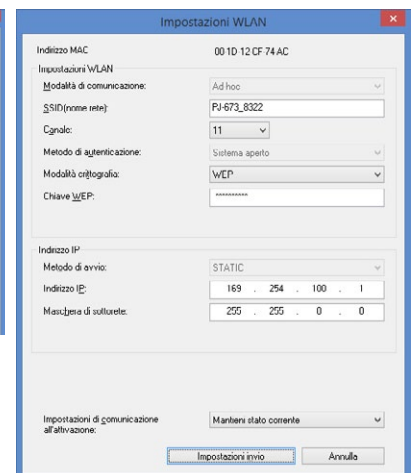 Impostazioni WLAN
Indirizzo MAC 00 1D 12 CF 74 AC
Impostazioni WLAN
Modalità di comunicazione: Ad hoc
SSID(nome rete): PJ-673_8322
Canale: 11
Metodo di autenticazione: Sistema aperto
Modalità crittografia: WEP
Chiave WEP: **********
Indirizzo IP
Metodo di avvio: STATIC
Indirizzo IP: 169 . 254 . 100 . 1
Maschera di sottorete: 255 . 255 . 0 . 0
Impostazioni di comunicazione Mantieni stato corrente
all'attivazione:
Impostazioni invio Annulla